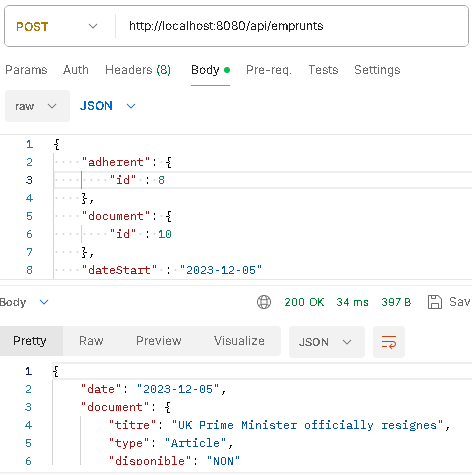 POST http://localhost:8080/api/emprunts
Params Auth Headers (8) Body Pre-req. Tests Settings
raw JSON
1 {
2 "adherent": {
3 "id" : 8
4 },
5 "document": {
6 "id" : 10
7 },
8 "dateStart" : "2023-12-05"
Body 200 OK 34 ms 397 B Sav
Pretty Raw Preview Visualize JSON
1 {
2 "date": "2023-12-05",
3 "document": {
4 "titre": "UK Prime Minister officially resignes",
5 "type": "Article",
6 "disponible": "NON"